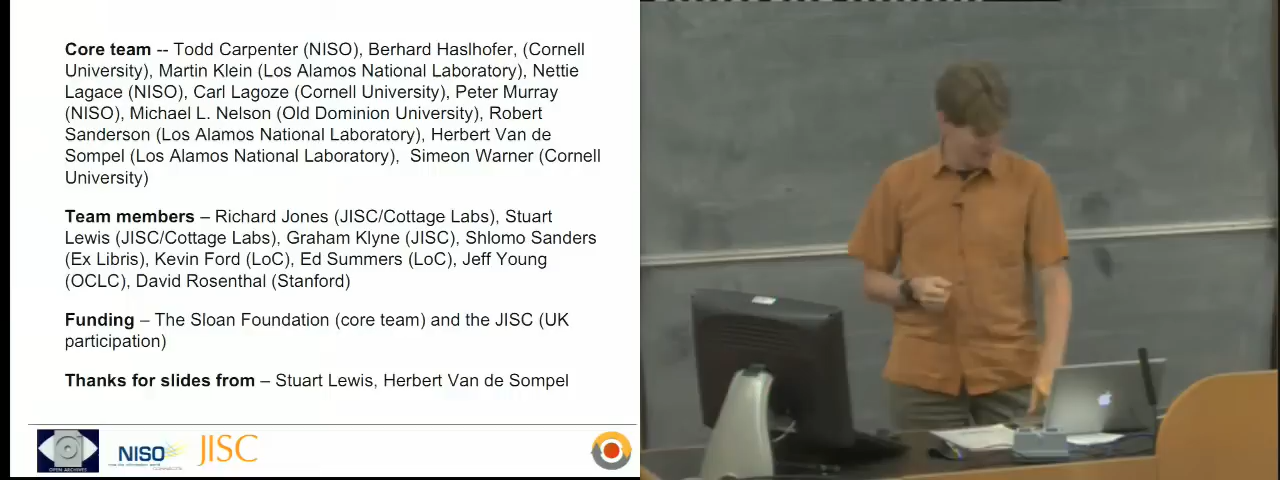 Core team -- Todd Carpenter (NISO), Berhard Haslhofer, (Cornell
University), Martin Klein (Los Alamos National Laboratory), Nettie
Lagace (NISO), Carl Lagoze (Cornell University), Peter Murray
(NISO), Michael L. Nelson (Old Dominion University), Robert
Sanderson (Los Alamos National Laboratory), Herbert Van de
Sompel (Los Alamos National Laboratory),  Simeon Warner (Cornell
University)
Team members – Richard Jones (JISC/Cottage Labs), Stuart
Lewis (JISC/Cottage Labs), Graham Klyne (JISC), Shlomo Sanders
(Ex Libris), Kevin Ford (LoC), Ed Summers (LoC), Jeff Young
(OCLC), David Rosenthal (Stanford)
Funding – The Sloan Foundation (core team) and the JISC (UK
participation)
Thanks for slides from – Stuart Lewis, Herbert Van de Sompel
OPEN ARCHIVES
NISO
JISC